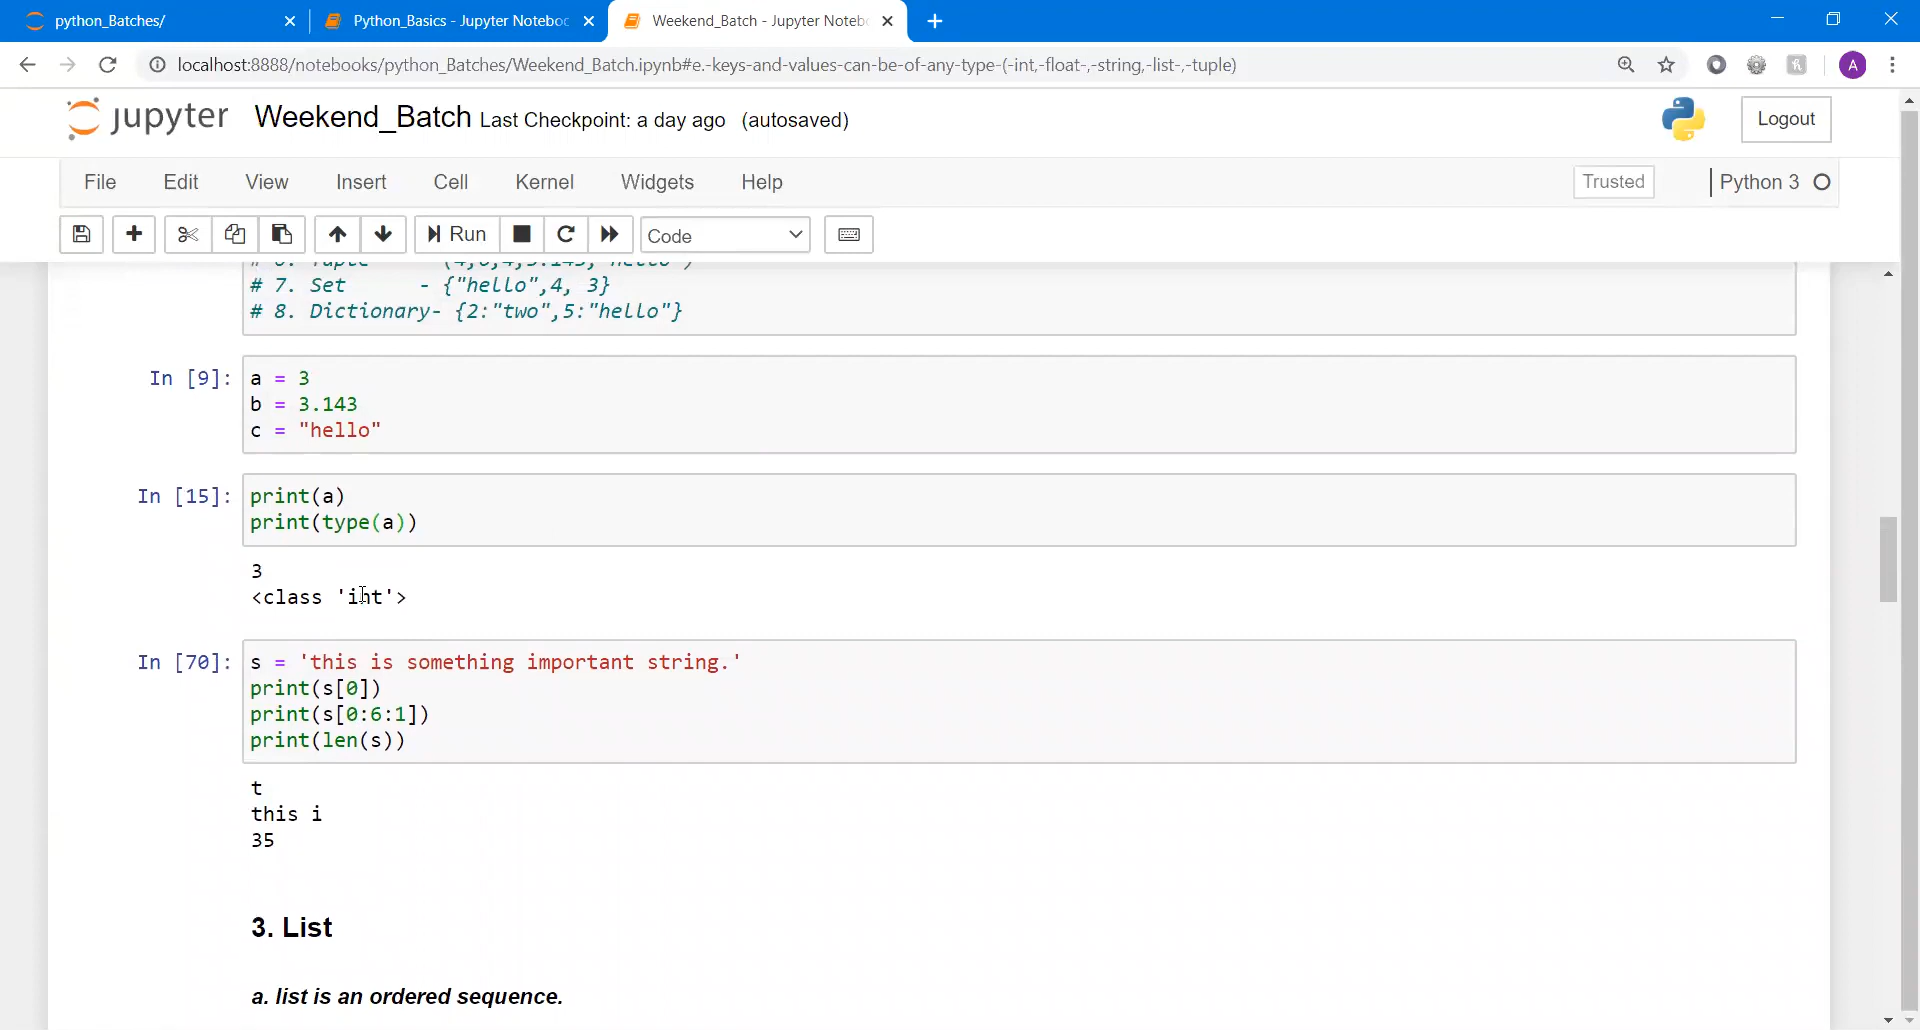 python_Batches/
Python_Basics - Jupyter Noteboo
Weekend_Batch - Jupyter Noteb
localhost:8888/notebooks/python_Batches/Weekend_Batch.ipynb#e.-keys-and-values-can-be-of-any-type-(-int,-float-,-string,-list-,-tuple)
A
jupyter Weekend_Batch Last Checkpoint: a day ago (autosaved)
Logout
File Edit View Insert Cell Kernel Widgets Help
Trusted
Python 3
Run
Code
# 7. Set - {"hello",4, 3}
# 8. Dictionary- {2:"two",5:"hello"}
In [9]:
a = 3
b = 3.143
c = "hello"
In [15]:
print(a)
print(type(a))
3
<class 'int'>
In [70]:
s = 'this is something important string.'
print(s[0])
print(s[0:6:1])
print(len(s))
t
this i
35
3. List
a. list is an ordered sequence.